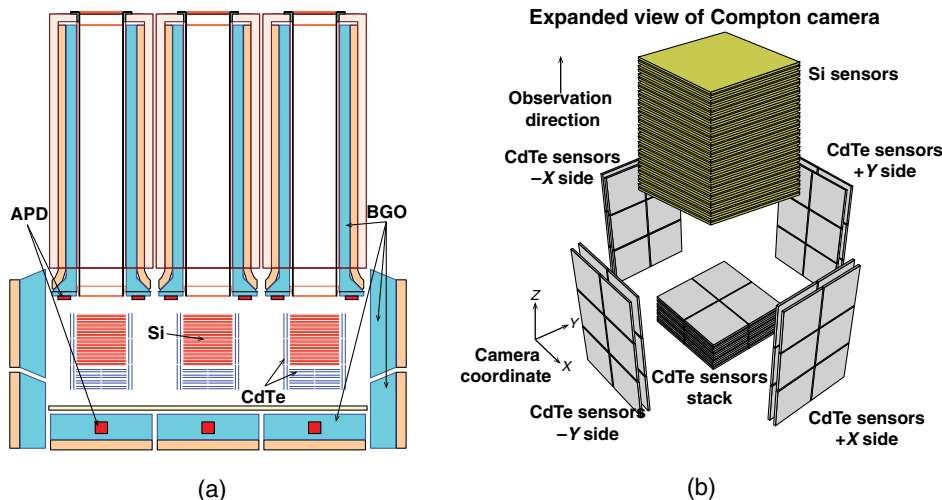 Expanded view of Compton camera
Si sensors
Observation
direction
CdTe sensors
−X side
CdTe sensors
+Y side
APD
BGO
Si
CdTe
Z
Y
X
Camera
coordinate
CdTe sensors
stack
CdTe sensors
−Y side
CdTe sensors
+X side
(a)
(b)